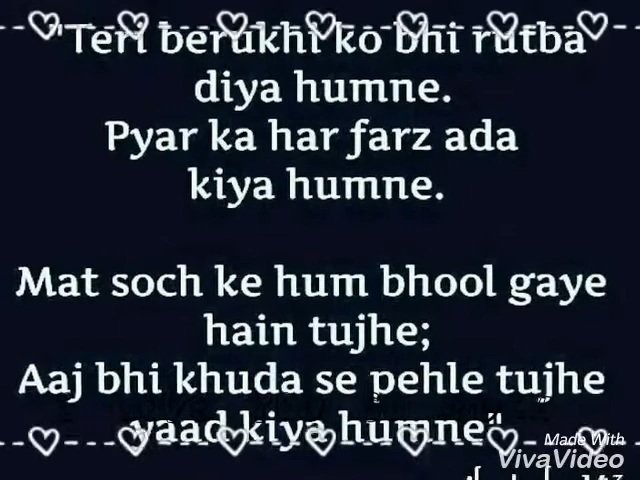 "Teri berukhi ko bhi rutba
diya humne.
Pyar ka har farz ada
kiya humne.
Mat soch ke hum bhool gaye
hain tujhe;
Aaj bhi khuda se pehle tujhe
yaad kiya humne"
Made With
VivaVideo